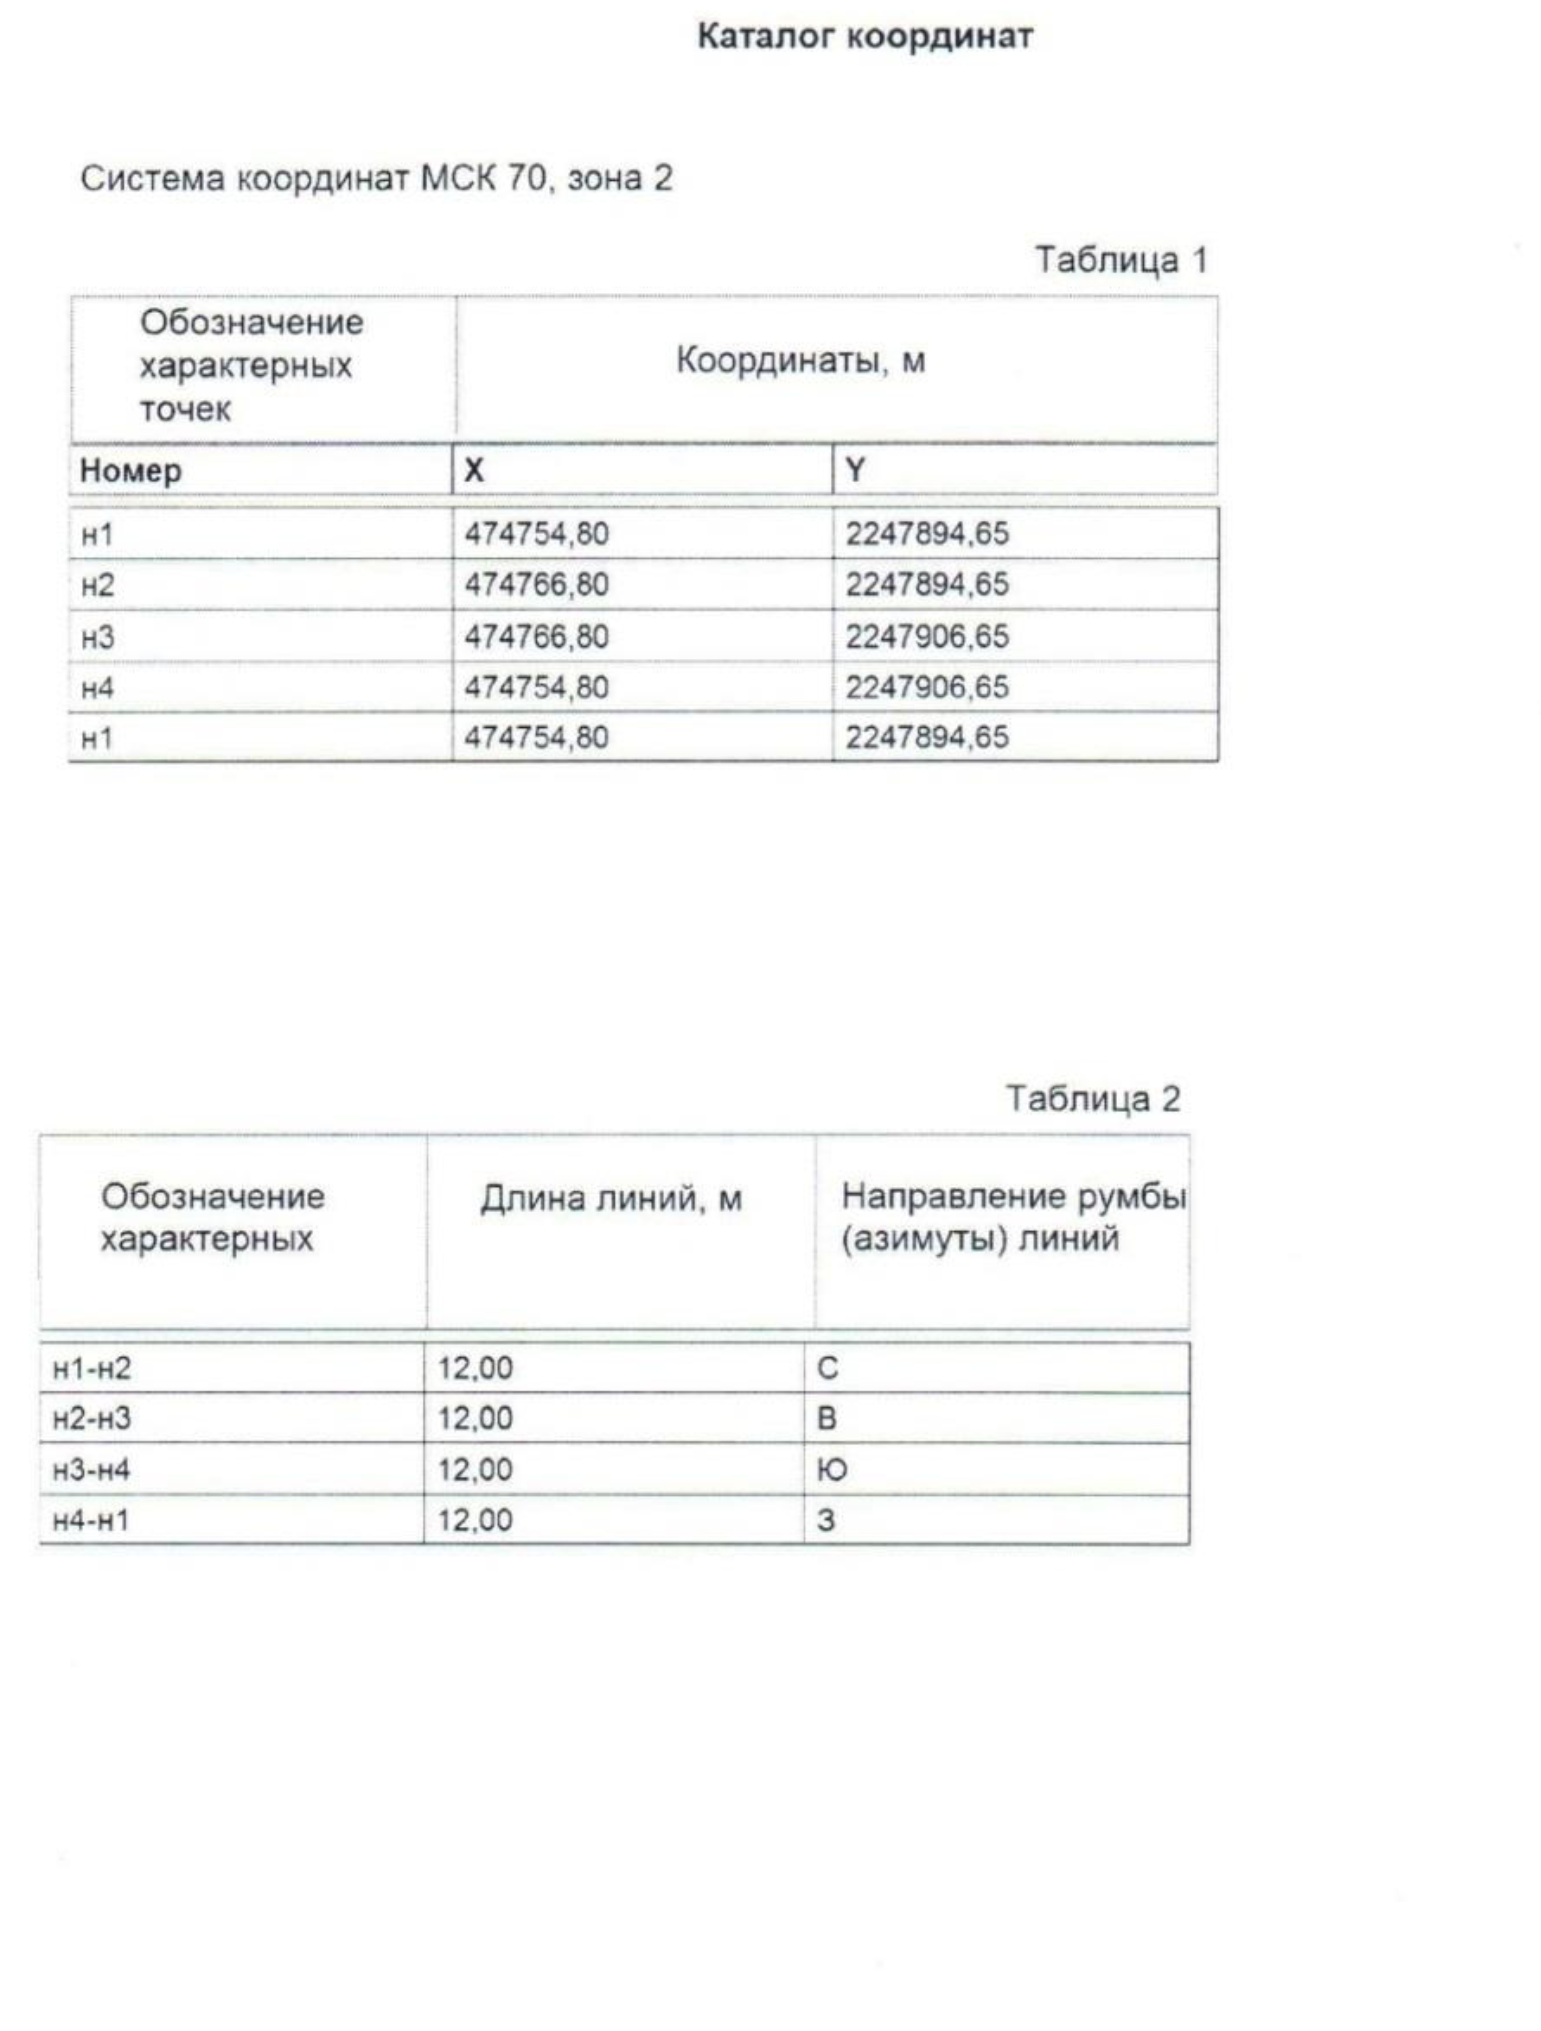 Каталог координат
Система координат МСК 70, зона 2
Таблица 1
Обозначение
характерных
точек
Координаты, м
Номер X Y
н1 474754,80 2247894,65
н2 474766,80 2247894,65
н3 474766,80 2247906,65
н4 474754,80 2247906,65
н1 474754,80 2247894,65
Таблица 2
Обозначение
характерных
Длина линий, м
Направление румбы
(азимуты) линий
н1-н2 12,00 С
н2-н3 12,00 В
н3-н4 12,00 Ю
н4-н1 12,00 З